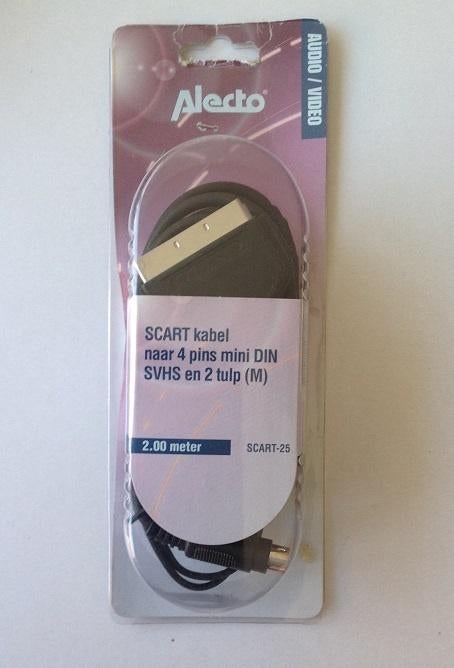 Alecto®
AUDIO / VIDEO
SCART kabel
naar 4 pins mini DIN
SVHS en 2 tulp (M)
2.00 meter
SCART-25